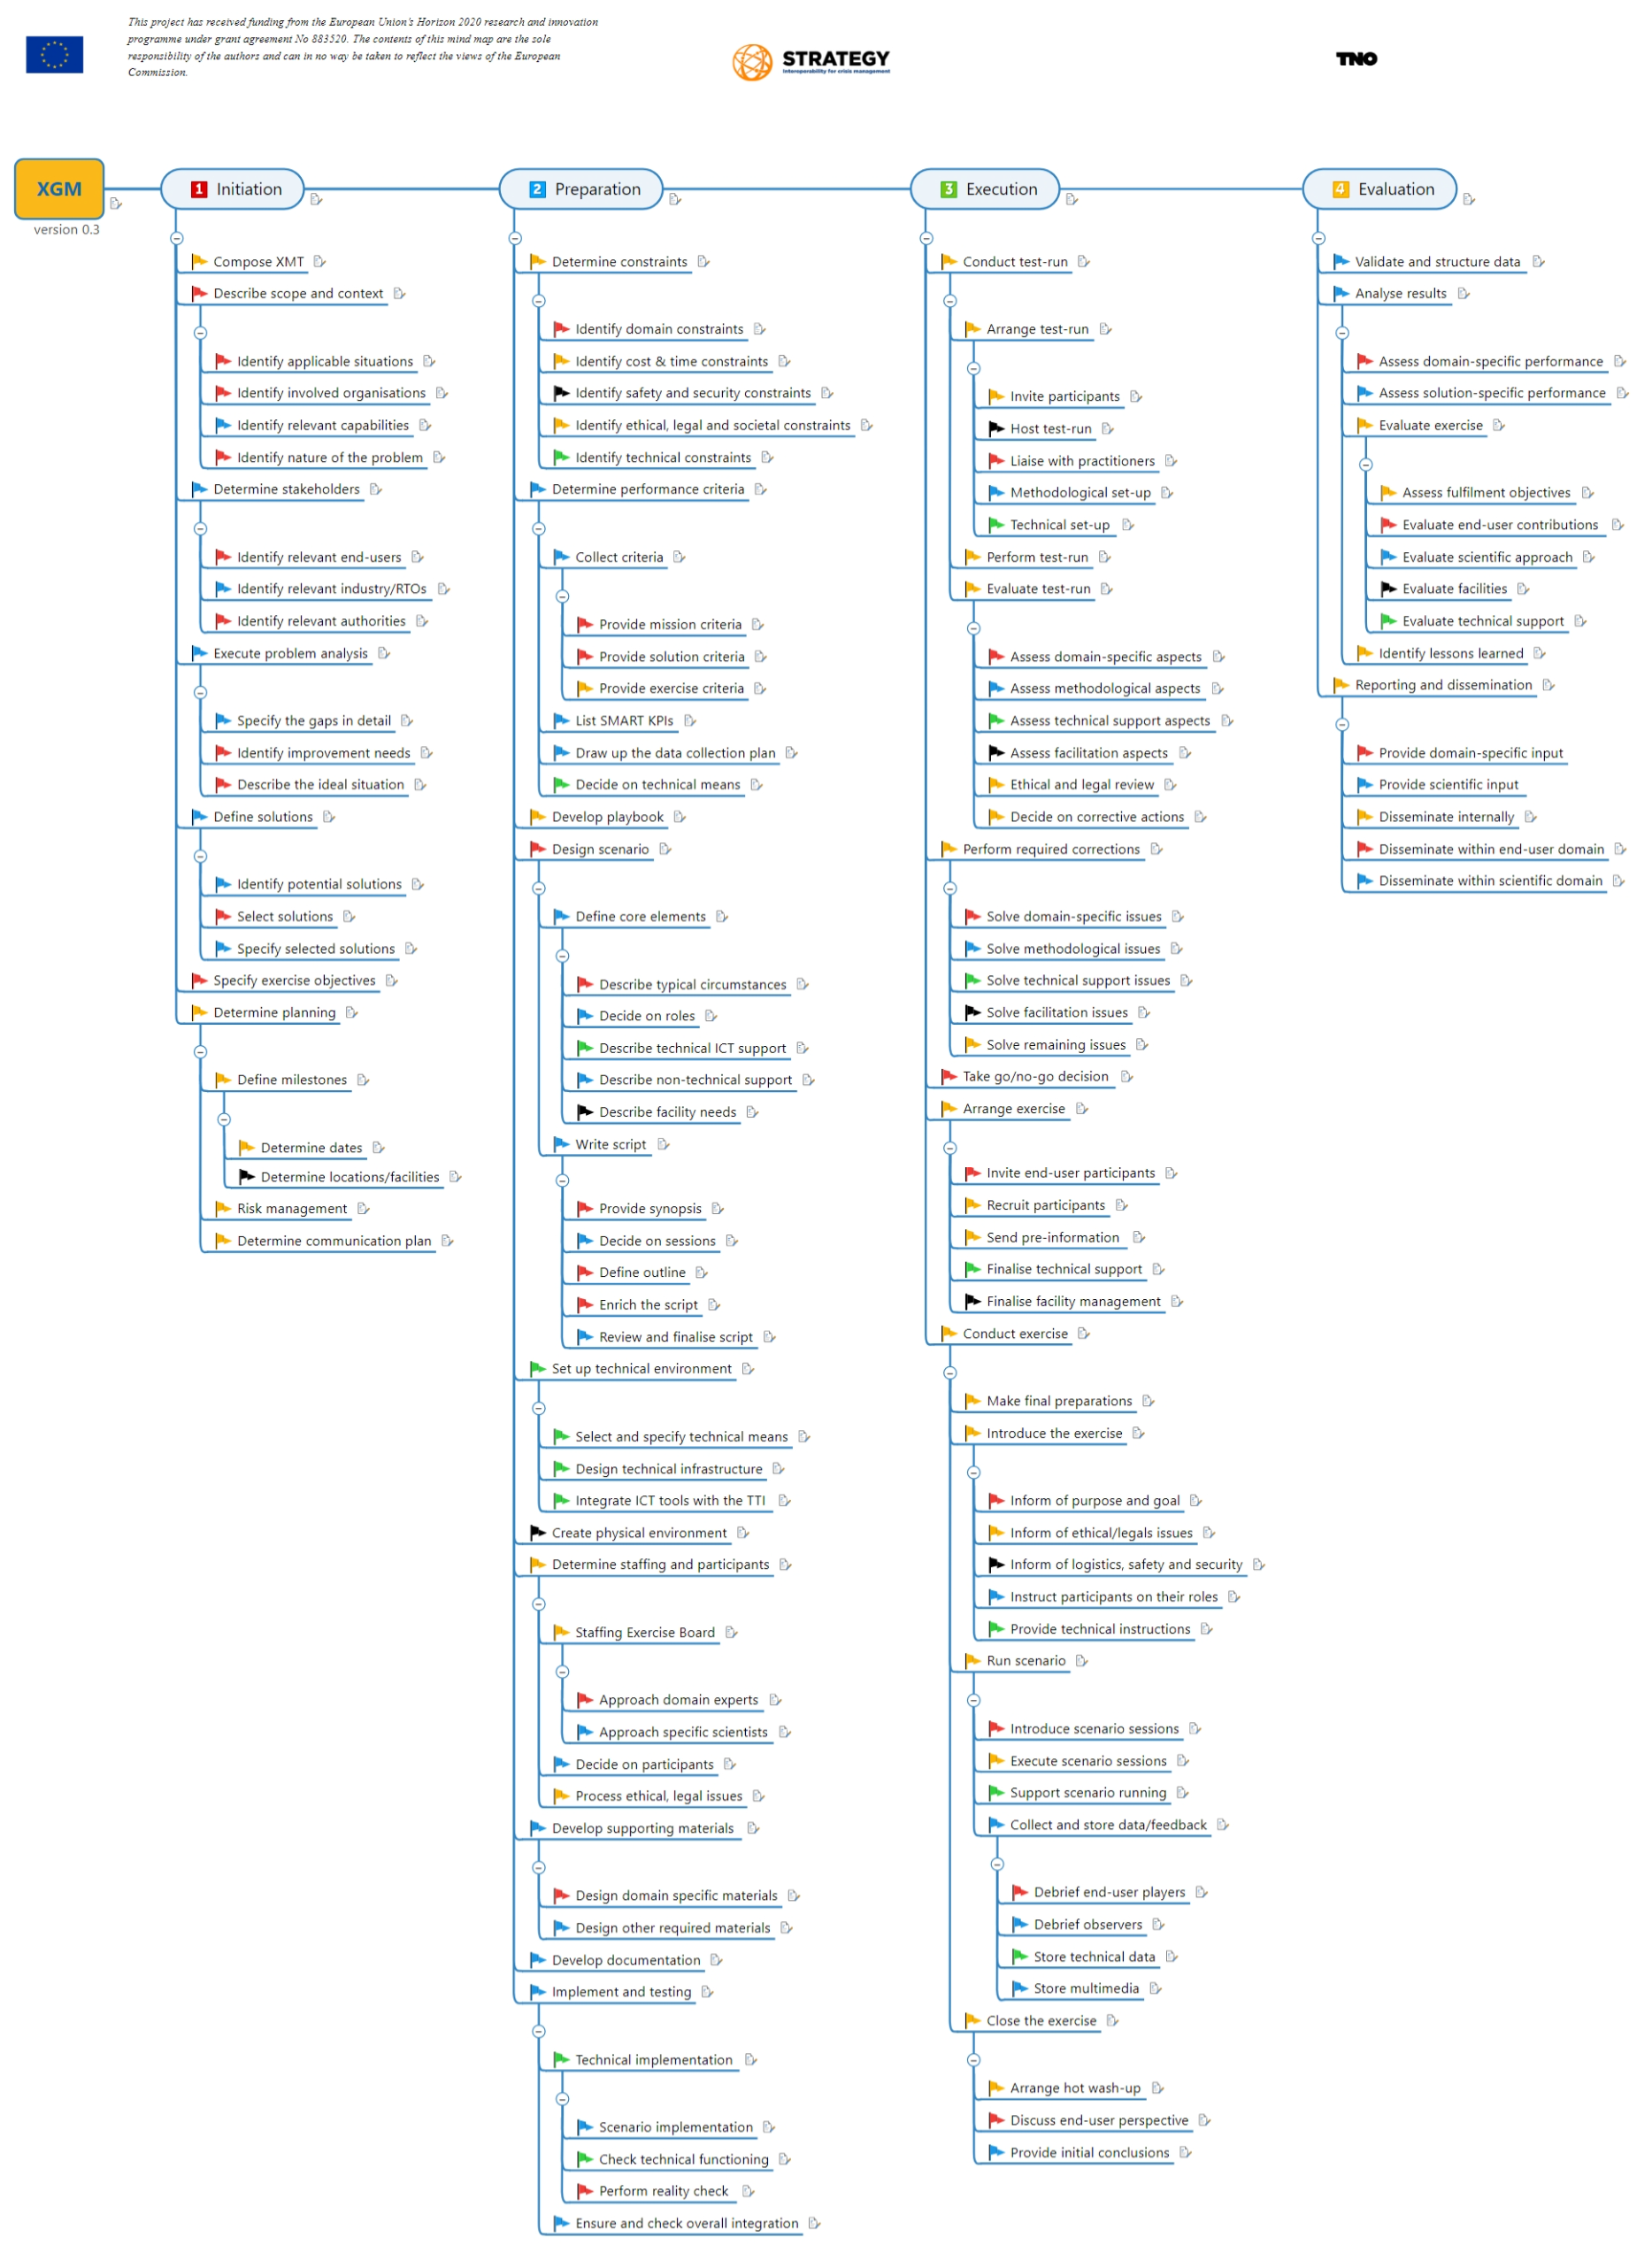 This project has received funding from the European Union's Horizon 2020 research and innovation
programme under grant agreement No 883520. The contents of this mind map are the sole
responsibility of the authors and can in no way be taken to reflect the views of the European
Commission.
STRATEGY
Interoperability for crisis management
TNO
XGM
version 0.3
1 Initiation
Compose XMT
Describe scope and context
Identify applicable situations
Identify involved organisations
Identify relevant capabilities
Identify nature of the problem
Determine stakeholders
Identify relevant end-users
Identify relevant industry/RTOs
Identify relevant authorities
Execute problem analysis
Specify the gaps in detail
Identify improvement needs
Describe the ideal situation
Define solutions
Identify potential solutions
Select solutions
Specify selected solutions
Specify exercise objectives
Determine planning
Define milestones
Determine dates
Determine locations/facilities
Risk management
Determine communication plan
2 Preparation
Determine constraints
Identify domain constraints
Identify cost & time constraints
Identify safety and security constraints
Identify ethical, legal and societal constraints
Identify technical constraints
Determine performance criteria
Collect criteria
Provide mission criteria
Provide solution criteria
Provide exercise criteria
List SMART KPIs
Draw up the data collection plan
Decide on technical means
Develop playbook
Design scenario
Define core elements
Describe typical circumstances
Decide on roles
Describe technical ICT support
Describe non-technical support
Describe facility needs
Write script
Provide synopsis
Decide on sessions
Define outline
Enrich the script
Review and finalise script
Set up technical environment
Select and specify technical means
Design technical infrastructure
Integrate ICT tools with the TTI
Create physical environment
Determine staffing and participants
Staffing Exercise Board
Approach domain experts
Approach specific scientists
Decide on participants
Process ethical, legal issues
Develop supporting materials
Design domain specific materials
Design other required materials
Develop documentation
Implement and testing
Technical implementation
Scenario implementation
Check technical functioning
Perform reality check
Ensure and check overall integration
3 Execution
Conduct test-run
Arrange test-run
Invite participants
Host test-run
Liaise with practitioners
Methodological set-up
Technical set-up
Perform test-run
Evaluate test-run
Assess domain-specific aspects
Assess methodological aspects
Assess technical support aspects
Assess facilitation aspects
Ethical and legal review
Decide on corrective actions
Perform required corrections
Solve domain-specific issues
Solve methodological issues
Solve technical support issues
Solve facilitation issues
Solve remaining issues
Take go/no-go decision
Arrange exercise
Invite end-user participants
Recruit participants
Send pre-information
Finalise technical support
Finalise facility management
Conduct exercise
Make final preparations
Introduce the exercise
Inform of purpose and goal
Inform of ethical/legals issues
Inform of logistics, safety and security
Instruct participants on their roles
Provide technical instructions
Run scenario
Introduce scenario sessions
Execute scenario sessions
Support scenario running
Collect and store data/feedback
Debrief end-user players
Debrief observers
Store technical data
Store multimedia
Close the exercise
Arrange hot wash-up
Discuss end-user perspective
Provide initial conclusions
4 Evaluation
Validate and structure data
Analyse results
Assess domain-specific performance
Assess solution-specific performance
Evaluate exercise
Assess fulfilment objectives
Evaluate end-user contributions
Evaluate scientific approach
Evaluate facilities
Evaluate technical support
Identify lessons learned
Reporting and dissemination
Provide domain-specific input
Provide scientific input
Disseminate internally
Disseminate within end-user domain
Disseminate within scientific domain